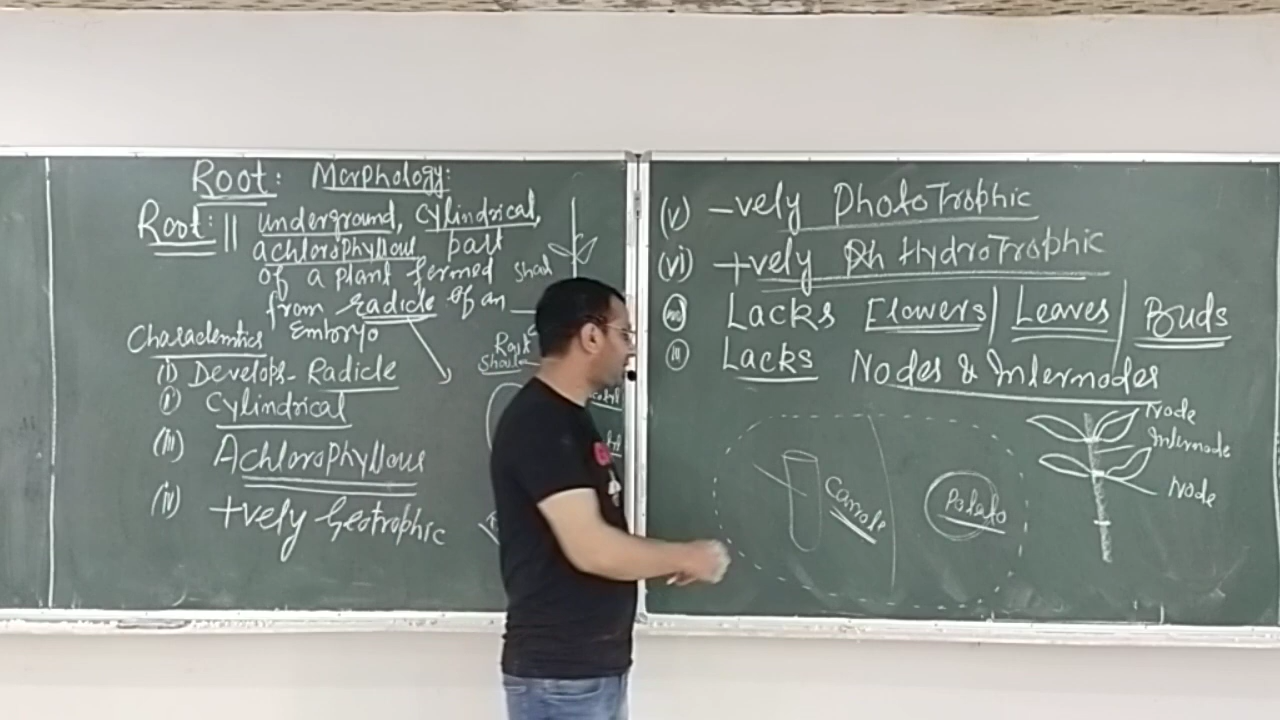 Root: Morphology:
Root: || underground, Cylindrical,
achlorophyllous part
of a plant formed
from radicle of an
Embryo
Characteristics
(i) Develops - Radicle
(ii) Cylindrical
(iii) Achlorophyllous
(iv) +vely Geotrophic
(v) -vely PhotoTrophic
(vi) +vely HydroTrophic
Lacks Flowers | Leaves | Buds
Lacks Nodes & Internodes
Node
Internode
Node
Carrote
Potato